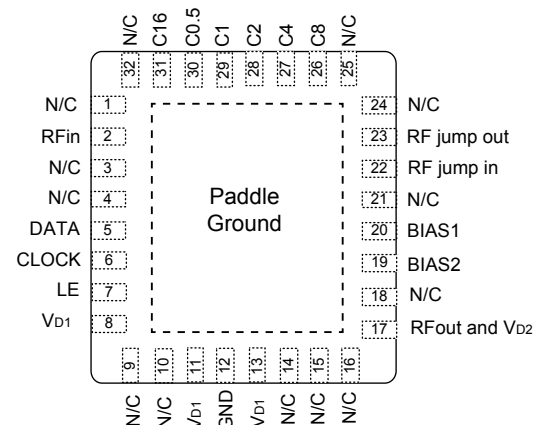 N/C C16 C0.5 C1 C2 C4 C8 N/C
32 31 30 29 28 27 26 25
N/C 1
RFin 2
N/C 3
N/C 4
DATA 5
CLOCK 6
LE 7
VD1 8
Paddle
Ground
24 N/C
23 RF jump out
22 RF jump in
21 N/C
20 BIAS1
19 BIAS2
18 N/C
17 RFout and VD2
9 10 11 12 13 14 15 16
N/C N/C VD1 GND VD1 N/C N/C N/C